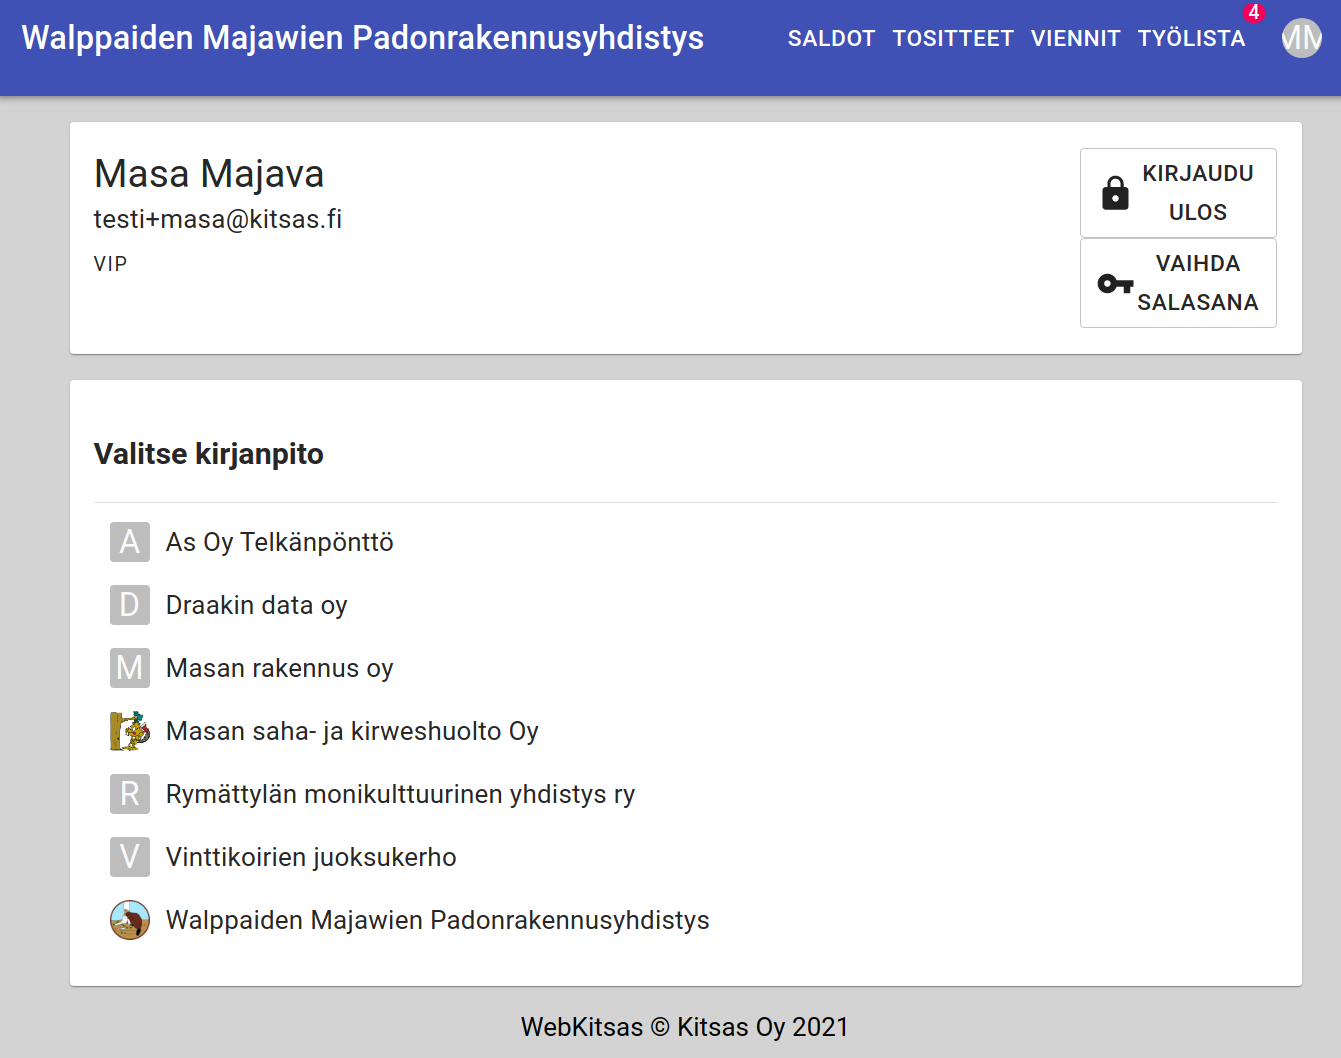 Walppaiden Majawien Padonrakennusyhdistys SALDOT TOSITTEET VIENNIT TYÖLISTA 4 MM
Masa Majava
testi+masa@kitsas.fi
VIP
KIRJAUDU
ULOS
VAIHDA
SALASANA
Valitse kirjanpito
A As Oy Telkänpönttö
D Draakin data oy
M Masan rakennus oy
Masan saha- ja kirweshuolto Oy
R Rymättylän monikulttuurinen yhdistys ry
V Vinttikoirien juoksukerho
Walppaiden Majawien Padonrakennusyhdistys
WebKitsas © Kitsas Oy 2021